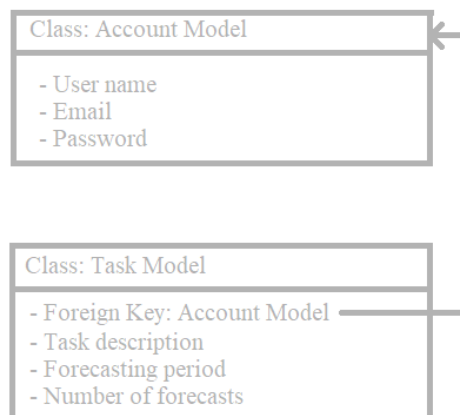 Class: Account Model
- User name
- Email
- Password
Class: Task Model
- Foreign Key: Account Model
- Task description
- Forecasting period
- Number of forecasts